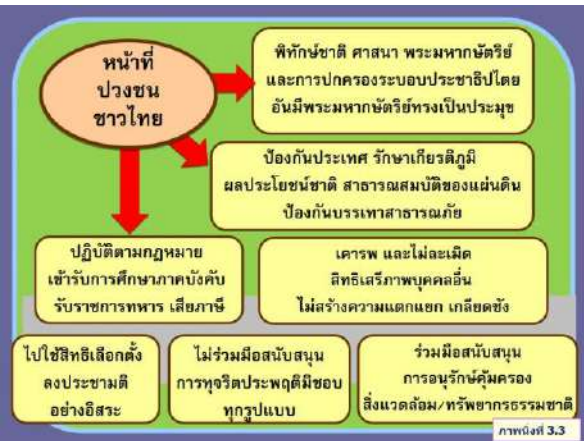 หน้าที่
ปวงชน
ชาวไทย
พิทักษ์ชาติ ศาสนา พระมหากษัตริย์
และการปกครองระบอบประชาธิปไตย
อันมีพระมหากษัตริย์ทรงเป็นประมุข
ป้องกันประเทศ รักษาเกียรติภูมิ
ผลประโยชน์ชาติ สาธารณสมบัติของแผ่นดิน
ป้องกันบรรเทาสาธารณภัย
ปฏิบัติตามกฎหมาย
เข้ารับการศึกษาภาคบังคับ
รับราชการทหาร เสียภาษี
เคารพ และไม่ละเมิด
สิทธิเสรีภาพบุคคลอื่น
ไม่สร้างความแตกแยก เกลียดชัง
ไปใช้สิทธิเลือกตั้ง
ลงประชามติ
อย่างอิสระ
ไม่ร่วมมือสนับสนุน
การทุจริตประพฤติมิชอบ
ทุกรูปแบบ
ร่วมมือสนับสนุน
การอนุรักษ์คุ้มครอง
สิ่งแวดล้อม/ทรัพยากรธรรมชาติ
ภาพนิ่งที่ 3.3